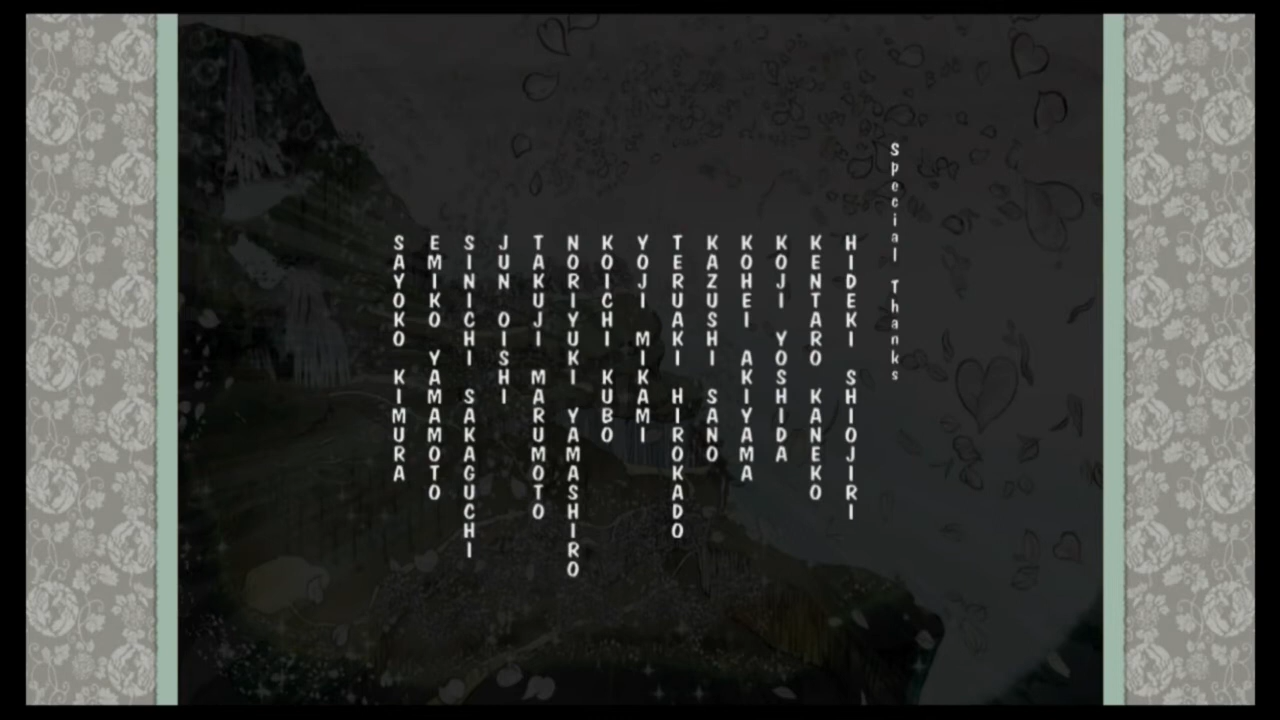 Special Thanks
HIDEKI SHIOJIRI
KENTARO KANEKO
KOJI YOSHIDA
KOHEI AKIYAMA
KAZUSHI SANO
TERUAKI HIROKADO
YOJI MIKAMI
KOICHI KUBO
NORIYUKI YAMASHIRO
TAKUJI MARUMOTO
JUN OISHI
SINICHI SAKAGUCHI
EMIKO YAMAMOTO
SAYOKO KIMURA